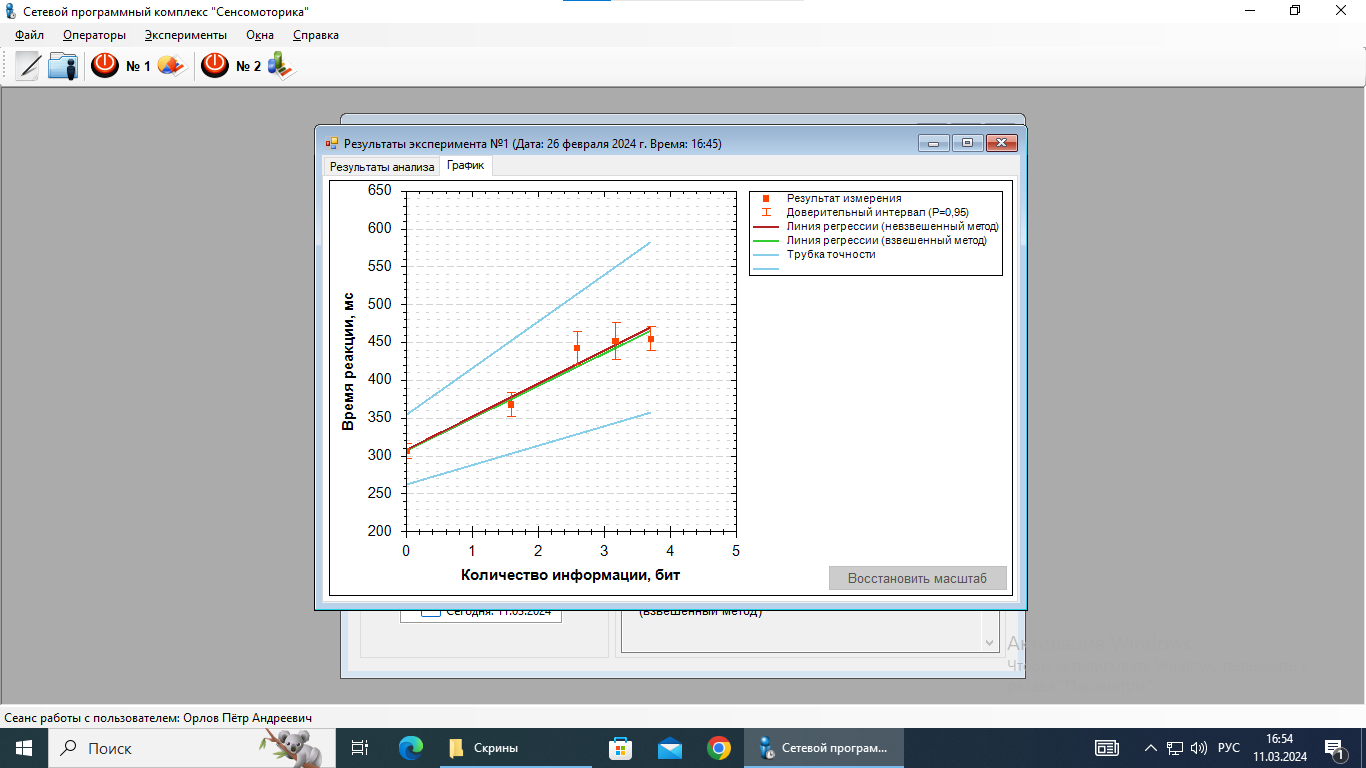 Сетевой программный комплекс "Сенсомоторика"
Файл Операторы Эксперименты Окна Справка
№ 1 № 2
Результаты эксперимента №1 (Дата: 26 февраля 2024 г. Время: 16:45)
Результаты анализа График
650
600
550
500
450
400
350
300
250
200
Время реакции, мс
0 1 2 3 4 5
Количество информации, бит
Результат измерения
Доверительный интервал (P=0,95)
Линия регрессии (невзвешенный метод)
Линия регрессии (взвешенный метод)
Трубка точности
Восстановить масштаб
Сегодня: 11.03.2024
(взвешенный метод)
Сеанс работы с пользователем: Орлов Пётр Андреевич
Поиск
Скрины
Сетевой програм...
РУС
16:54
11.03.2024
1